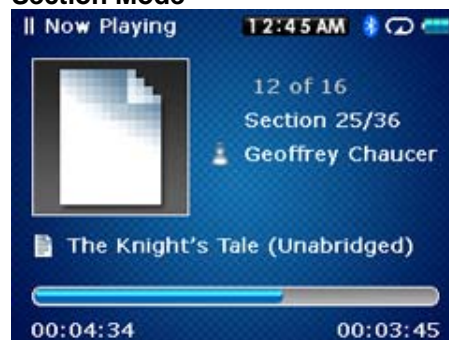 Section Mode
Now Playing 12:45 AM
12 of 16
Section 25/36
Geoffrey Chaucer
The Knight's Tale (Unabridged)
00:04:34 00:03:45